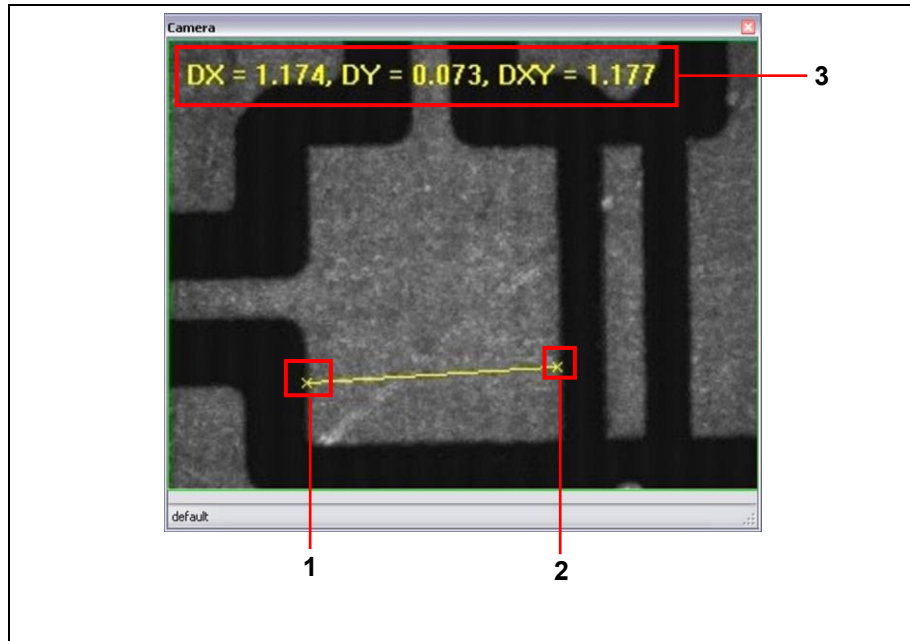 Camera
DX = 1.174, DY = 0.073, DXY = 1.177
3
default
1
2